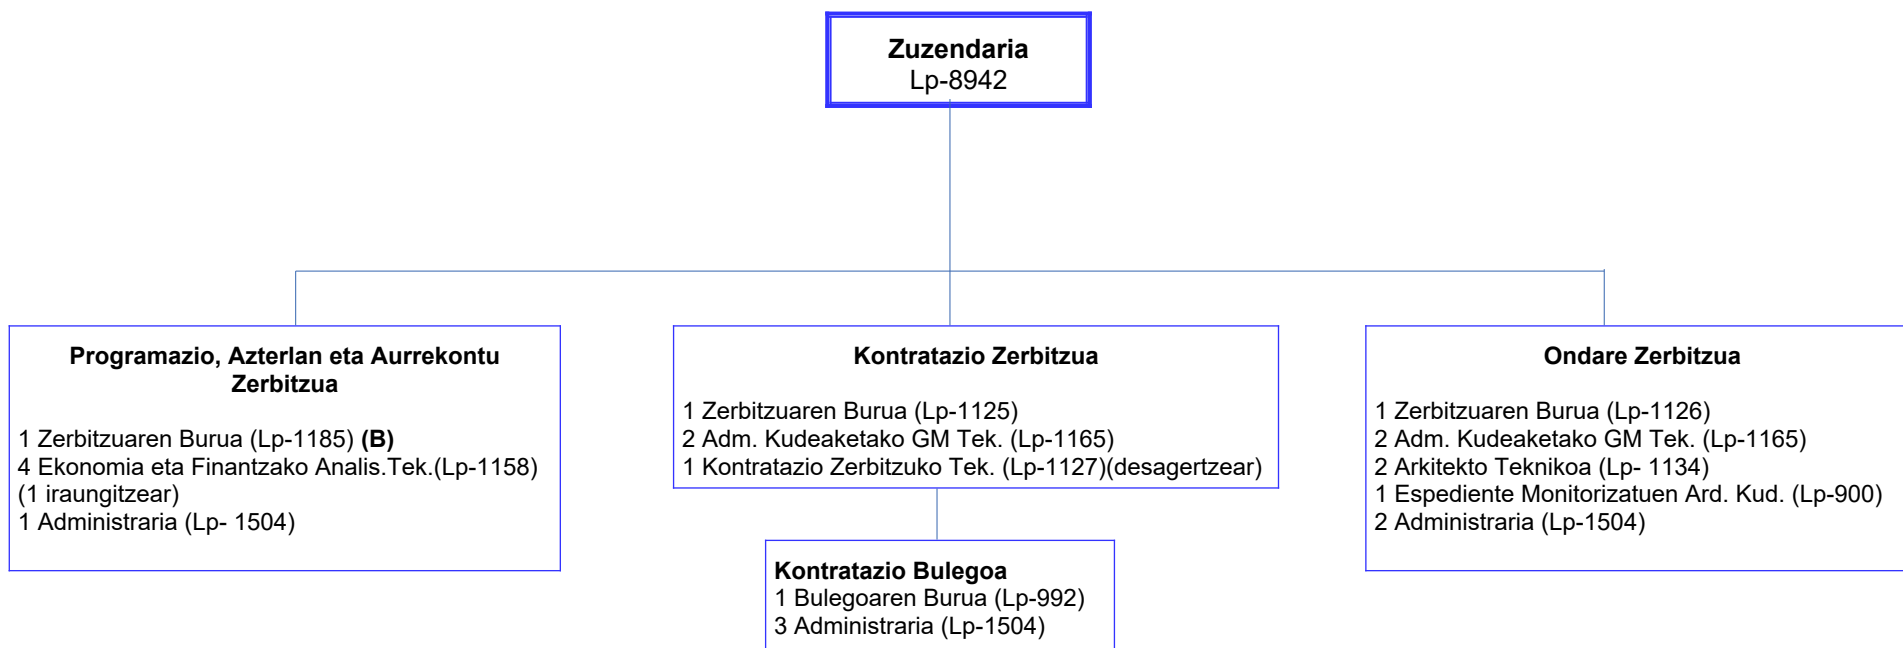 Zuzendaria
Lp-8942
Programazio, Azterlan eta Aurrekontu
Zerbitzua
1 Zerbitzuaren Burua (Lp-1185) (B)
4 Ekonomia eta Finantzako Analis.Tek.(Lp-1158)
(1 iraungitzear)
1 Administraria (Lp- 1504)
Kontratazio Zerbitzua
1 Zerbitzuaren Burua (Lp-1125)
2 Adm. Kudeaketako GM Tek. (Lp-1165)
1 Kontratazio Zerbitzuko Tek. (Lp-1127)(desagertzear)
Kontratazio Bulegoa
1 Bulegoaren Burua (Lp-992)
3 Administraria (Lp-1504)
Ondare Zerbitzua
1 Zerbitzuaren Burua (Lp-1126)
2 Adm. Kudeaketako GM Tek. (Lp-1165)
2 Arkitekto Teknikoa (Lp- 1134)
1 Espediente Monitorizatuen Ard. Kud. (Lp-900)
2 Administraria (Lp-1504)